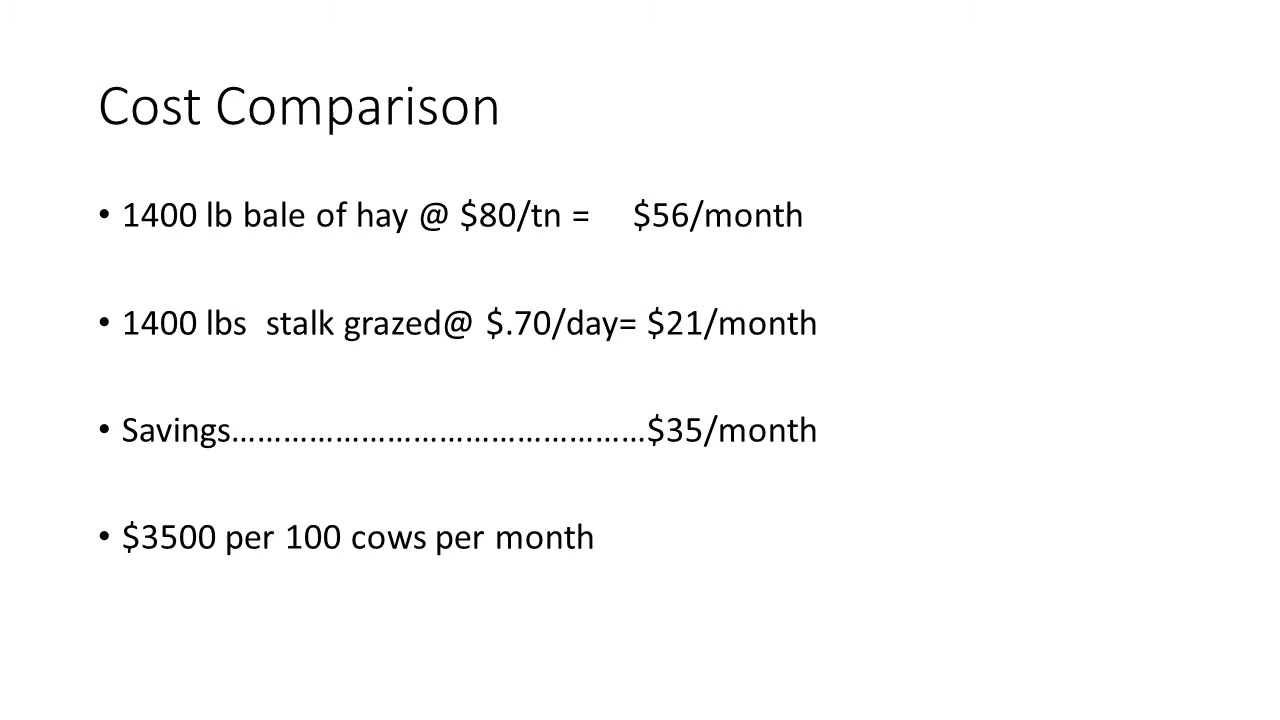 Cost Comparison
• 1400 lb bale of hay @ $80/tn = $56/month
• 1400 lbs stalk grazed@ $.70/day= $21/month
• Savings…………………………………………$35/month
• $3500 per 100 cows per month